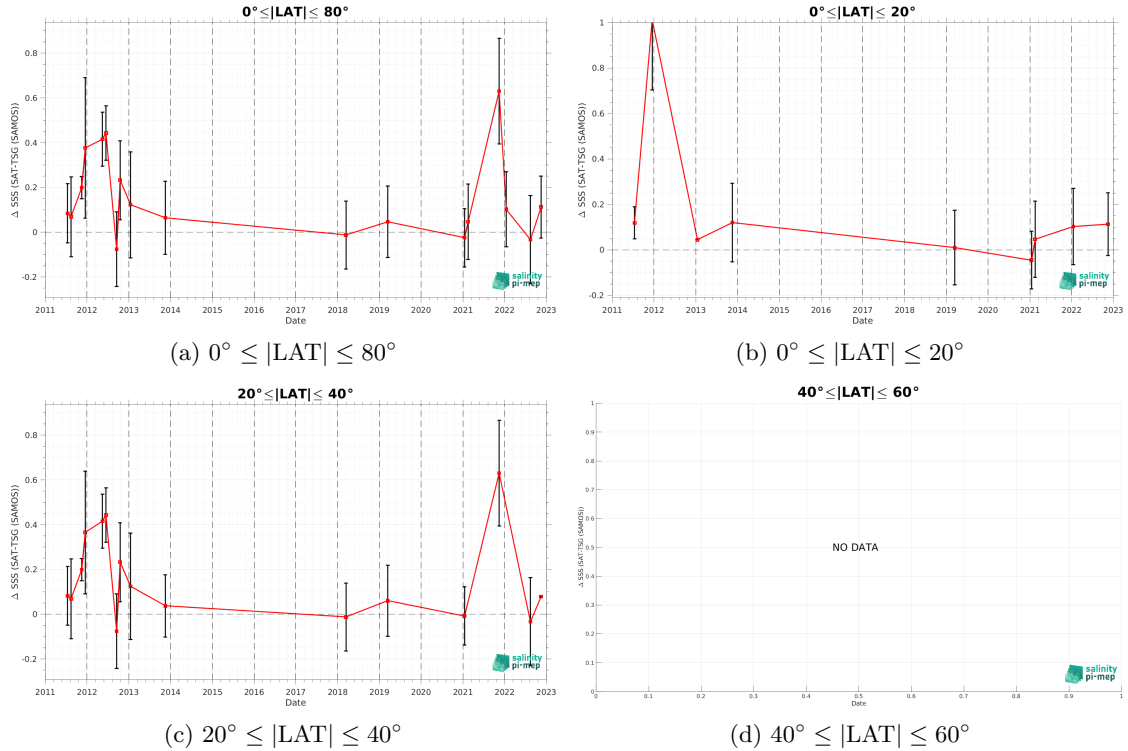 0°≤|LAT|≤ 80°
Δ SSS (SAT-TSG (SAMOS))
0.8
0.6
0.4
0.2
0
-0.2
2011 2012 2013 2014 2015 2016 2017 2018 2019 2020 2021 2022 2023
Date
salinity
pi-mep
(a) 0° ≤ |LAT| ≤ 80°
0°≤|LAT|≤ 20°
Δ SSS (SAT-TSG (SAMOS))
1
0.8
0.6
0.4
0.2
0
-0.2
2011 2012 2013 2014 2015 2016 2017 2018 2019 2020 2021 2022 2023
Date
salinity
pi-mep
(b) 0° ≤ |LAT| ≤ 20°
20°≤|LAT|≤ 40°
Δ SSS (SAT-TSG (SAMOS))
0.8
0.6
0.4
0.2
0
-0.2
2011 2012 2013 2014 2015 2016 2017 2018 2019 2020 2021 2022 2023
Date
salinity
pi-mep
(c) 20° ≤ |LAT| ≤ 40°
40°≤|LAT|≤ 60°
Δ SSS (SAT-TSG (SAMOS))
1
0.9
0.8
0.7
0.6
0.5
0.4
0.3
0.2
0.1
0
NO DATA
0 0.1 0.2 0.3 0.4 0.5 0.6 0.7 0.8 0.9 1
Date
salinity
pi-mep
(d) 40° ≤ |LAT| ≤ 60°